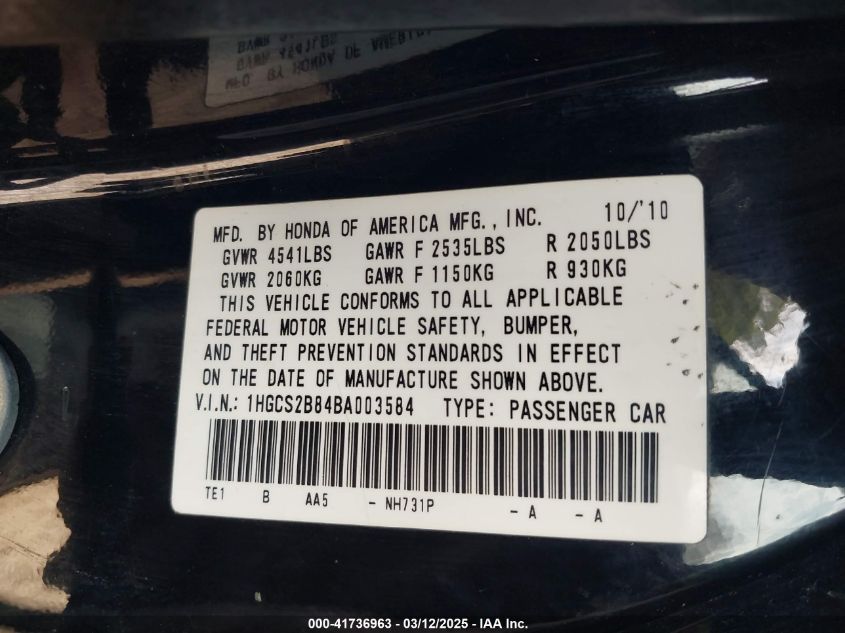 MFD. BY HONDA OF AMERICA MFG., INC. 10/'10
GVWR 4541LBS GAWR F 2535LBS R 2050LBS
GVWR 2060KG GAWR F 1150KG R 930KG
THIS VEHICLE CONFORMS TO ALL APPLICABLE
FEDERAL MOTOR VEHICLE SAFETY, BUMPER,
AND THEFT PREVENTION STANDARDS IN EFFECT
ON THE DATE OF MANUFACTURE SHOWN ABOVE.
V.I.N.: 1HGCS2B84BA003584 TYPE: PASSENGER CAR
TE1 B AA5 - NH731P - A - A
000-41736963 - 03/12/2025 - IAA Inc.